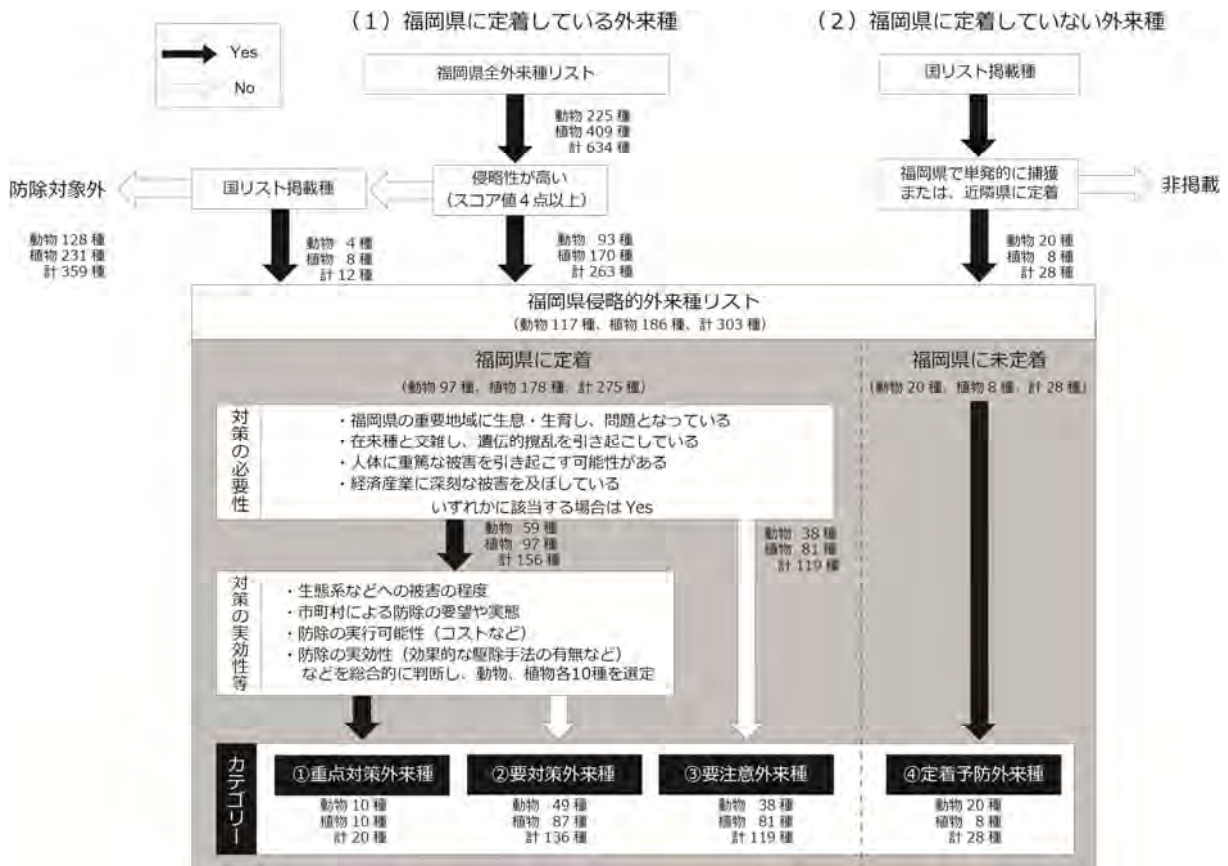 （１）福岡県に定着している外来種
（２）福岡県に定着していない外来種
Yes
No
福岡県全外来種リスト
国リスト掲載種
動物 225 種
植物 409 種
計 634 種
防除対象外
国リスト掲載種
侵略性が高い
（スコア値４点以上）
福岡県で単発的に捕獲
または、近隣県に定着
非掲載
動物 128 種
植物 231 種
計 359 種
動物 4 種
植物 8 種
計 12 種
動物 93 種
植物 170 種
計 263 種
動物 20 種
植物 8 種
計 28 種
福岡県侵略的外来種リスト
（動物 117 種、植物 186 種、計 303 種）
福岡県に定着
（動物 97 種、植物 178 種、計 275 種）
福岡県に未定着
（動物 20 種、植物 8 種、計 28 種）
対策の必要性
・福岡県の重要地域に生息・生育し、問題となっている
・在来種と交雑し、遺伝的撹乱を引き起こしている
・人体に重篤な被害を引き起こす可能性がある
・経済産業に深刻な被害を及ぼしている
いずれかに該当する場合は Yes
動物 59 種
植物 97 種
計 156 種
動物 38 種
植物 81 種
計 119 種
対策の実効性等
・生態系などへの被害の程度
・市町村による防除の要望や実態
・防除の実行可能性（コストなど）
・防除の実効性（効果的な駆除手法の有無など）
などを総合的に判断し、動物、植物各10種を選定
カテゴリー
①重点対策外来種
動物 10 種
植物 10 種
計 20 種
②要対策外来種
動物 49 種
植物 87 種
計 136 種
③要注意外来種
動物 38 種
植物 81 種
計 119 種
④定着予防外来種
動物 20 種
植物 8 種
計 28 種